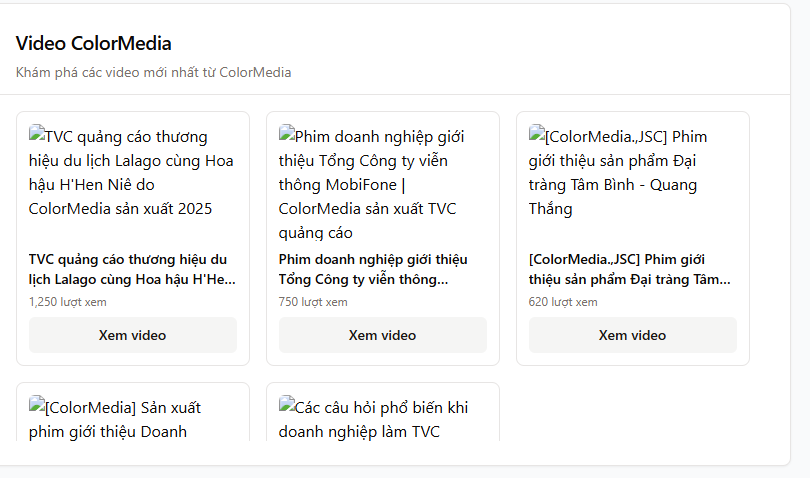 Video ColorMedia
Khám phá các video mới nhất từ ColorMedia
TVC quảng cáo thương
hiệu du lịch Lalago cùng Hoa
hậu H'Hen Niê do
ColorMedia sản xuất 2025
TVC quảng cáo thương hiệu du
lịch Lalago cùng Hoa hậu H'He...
1,250 lượt xem
Xem video
Phim doanh nghiệp giới
thiệu Tổng Công ty viễn
thông MobiFone |
ColorMedia sản xuất TVC
quảng cáo
Phim doanh nghiệp giới thiệu
Tổng Công ty viễn thông...
750 lượt xem
Xem video
[ColorMedia.,JSC] Phim
giới thiệu sản phẩm Đại
tràng Tâm Bình - Quang
Thắng
[ColorMedia.,JSC] Phim giới
thiệu sản phẩm Đại tràng Tâm...
620 lượt xem
Xem video
[ColorMedia] Sản xuất
phim giới thiệu Doanh
Các câu hỏi phổ biến khi
doanh nghiệp làm TVC